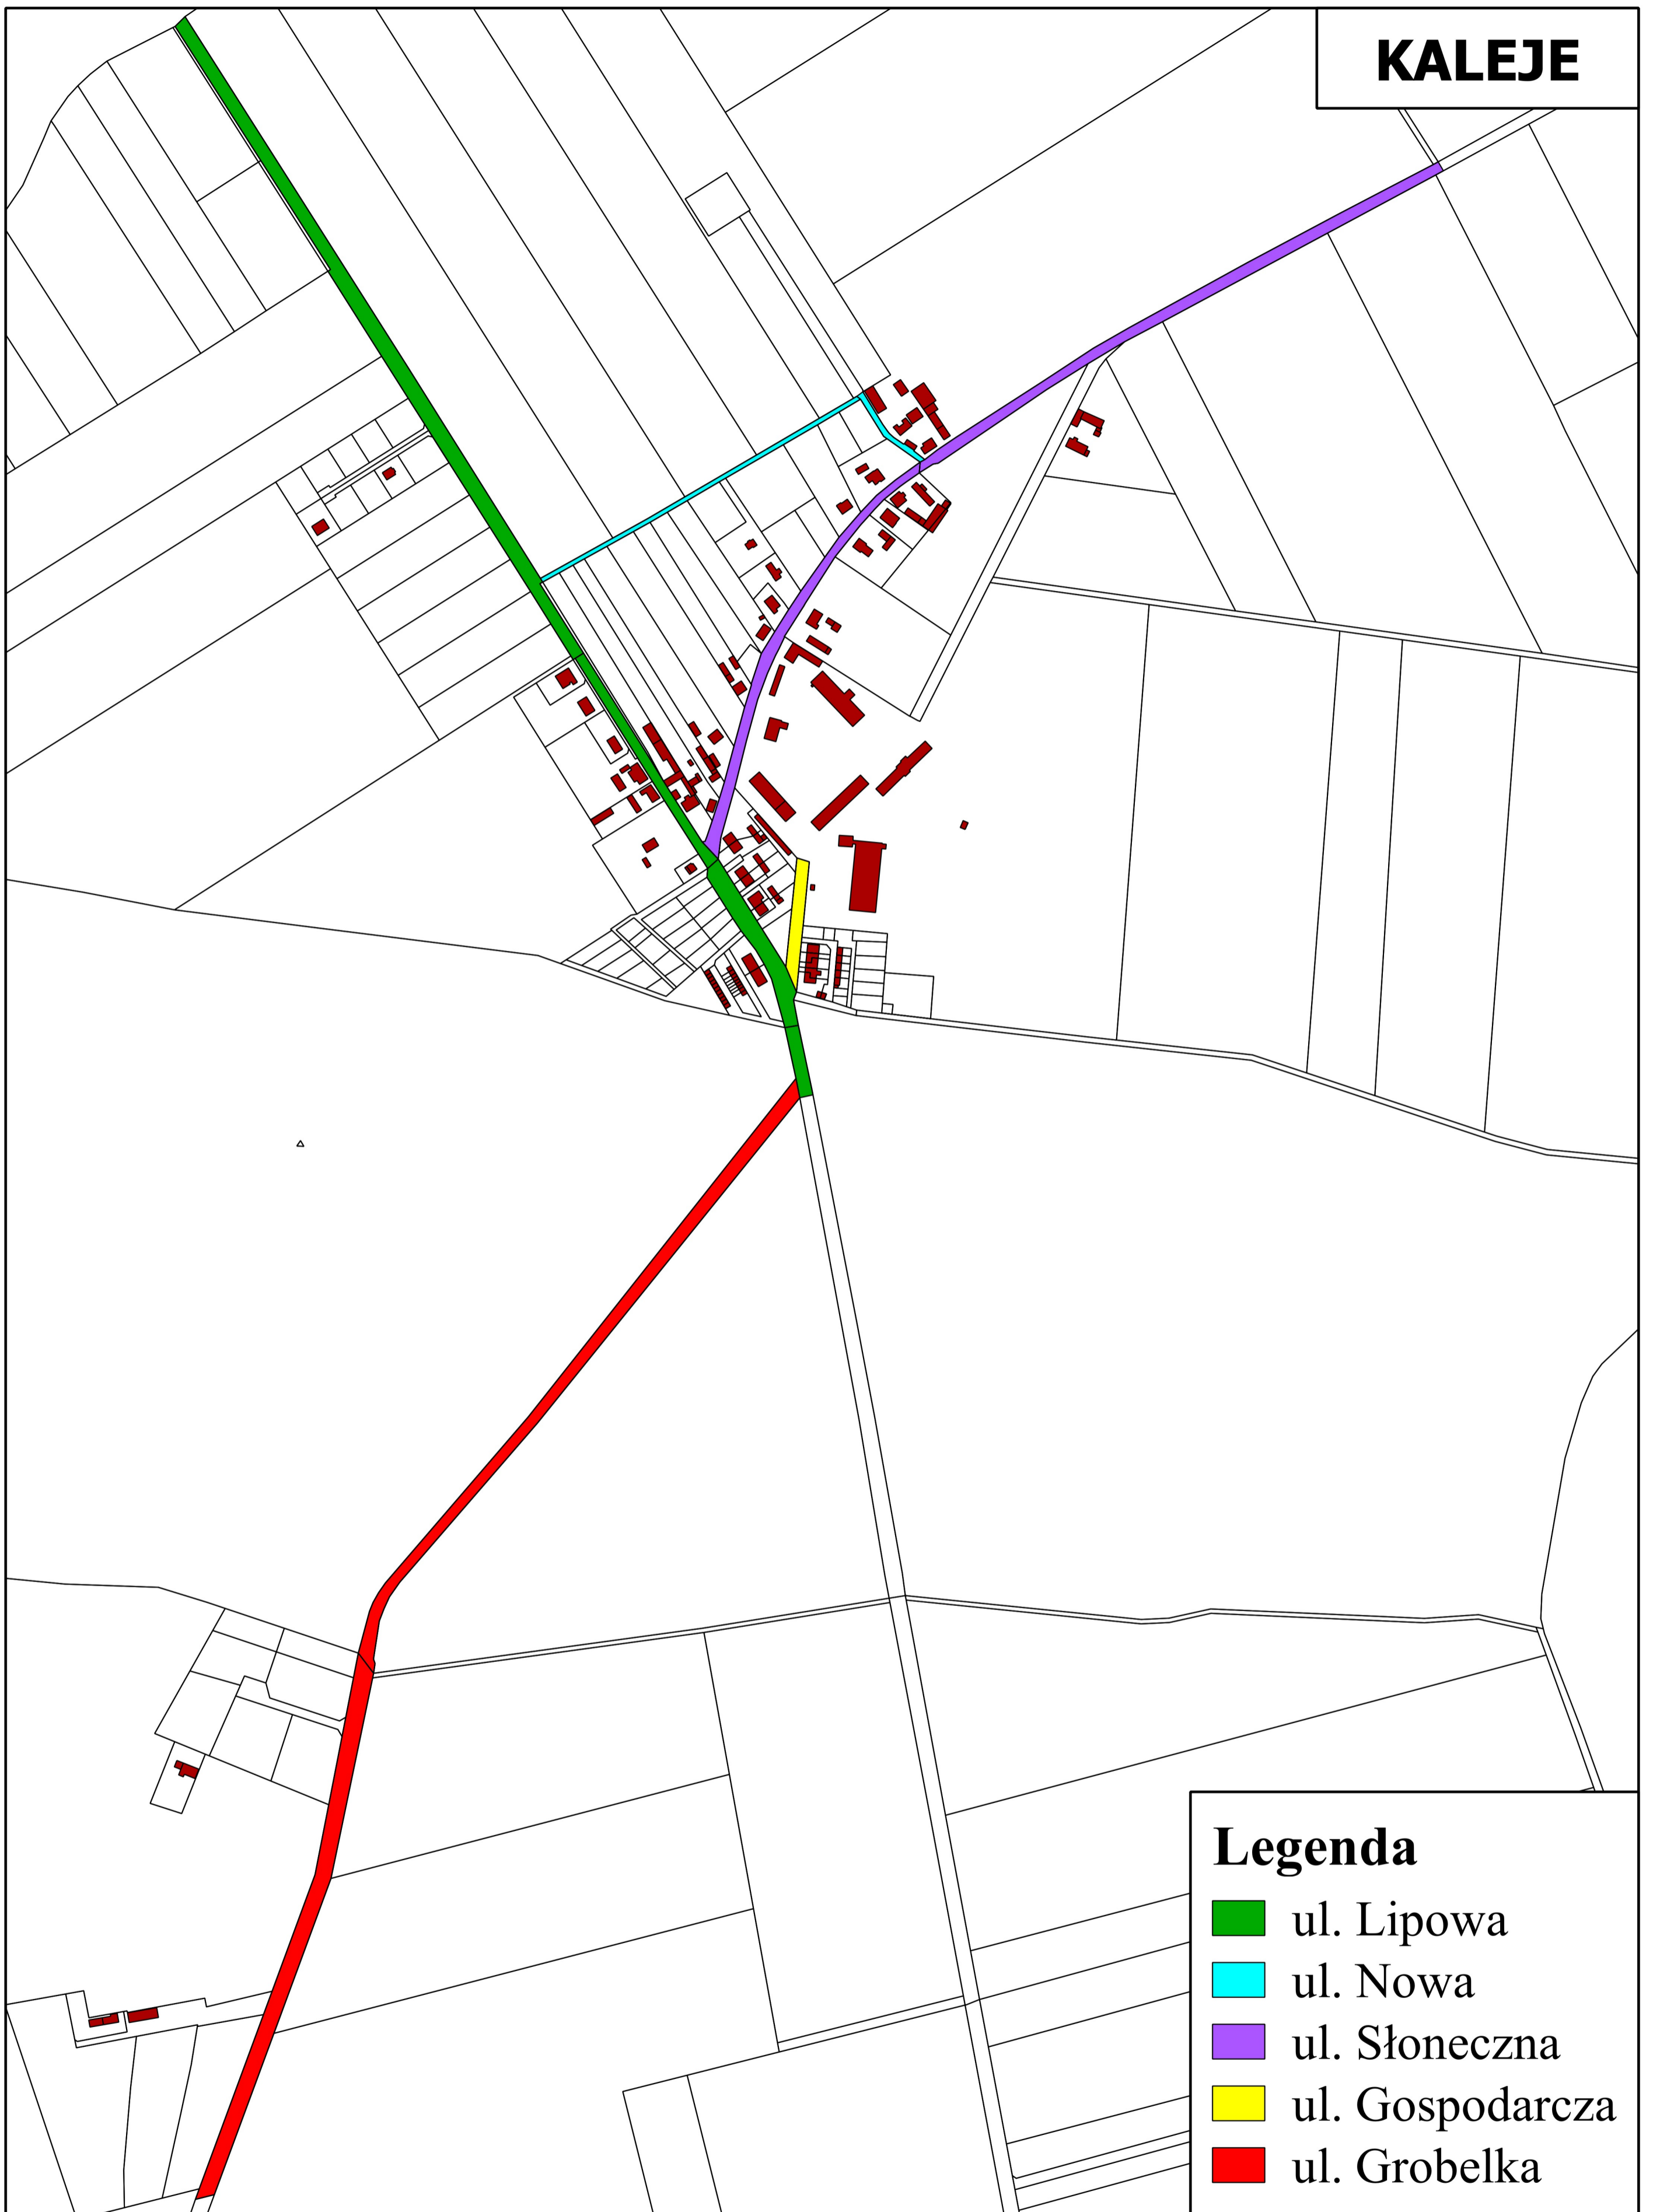 KALEJE
Legenda
ul. Lipowa
ul. Nowa
ul. Słoneczna
ul. Gospodarcza
ul. Grobelka